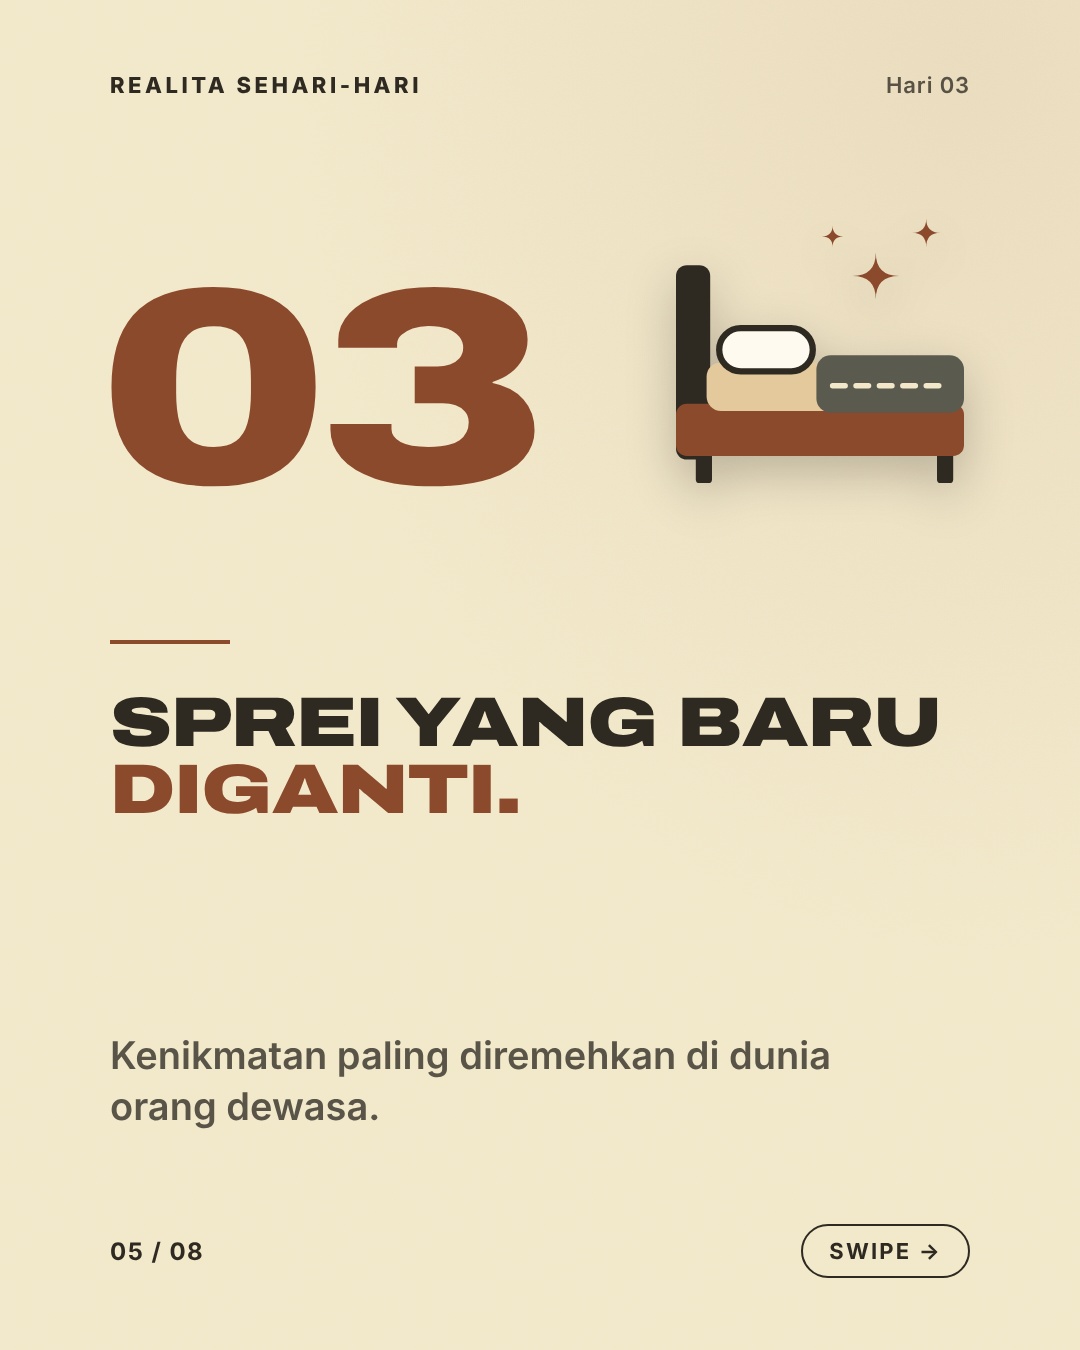 REALITA SEHARI-HARI
Hari 03
03
SPREI YANG BARU
DIGANTI.
Kenikmatan paling diremehkan di dunia
orang dewasa.
05 / 08
SWIPE →